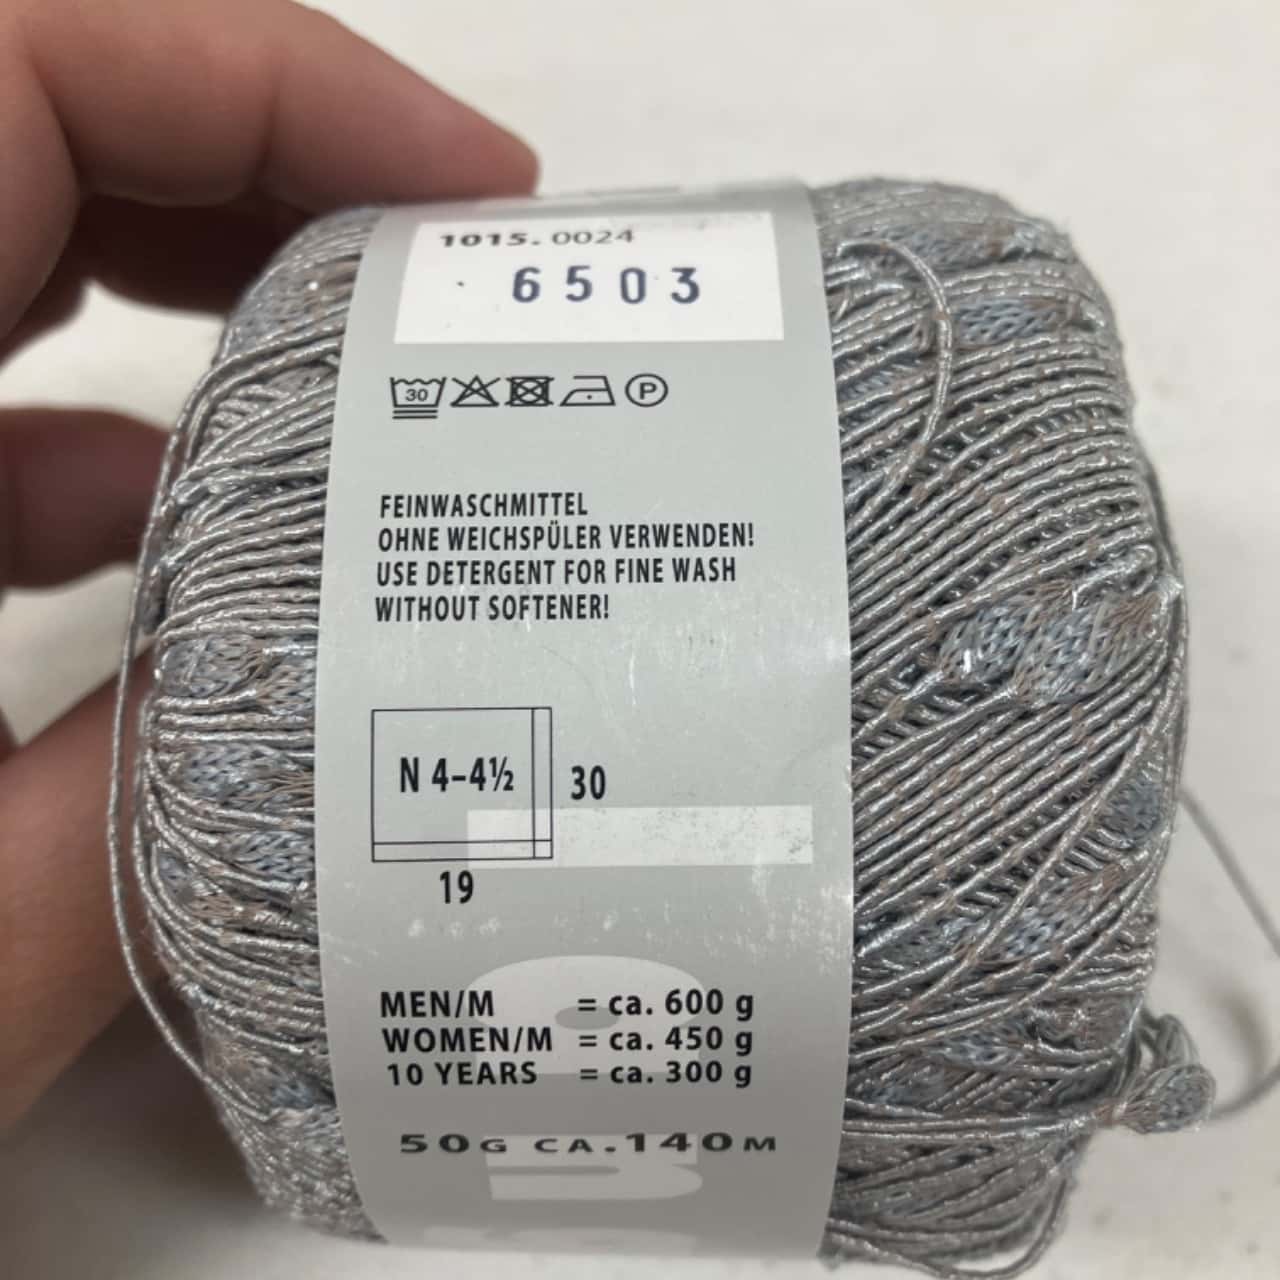 1015. 0024
6503
30 P
FEINWASCHMITTEL
OHNE WEICHSPÜLER VERWENDEN!
USE DETERGENT FOR FINE WASH
WITHOUT SOFTENER!
N 4–4½ 30
19
MEN/M = ca. 600 g
WOMEN/M = ca. 450 g
10 YEARS = ca. 300 g
50G CA.140M